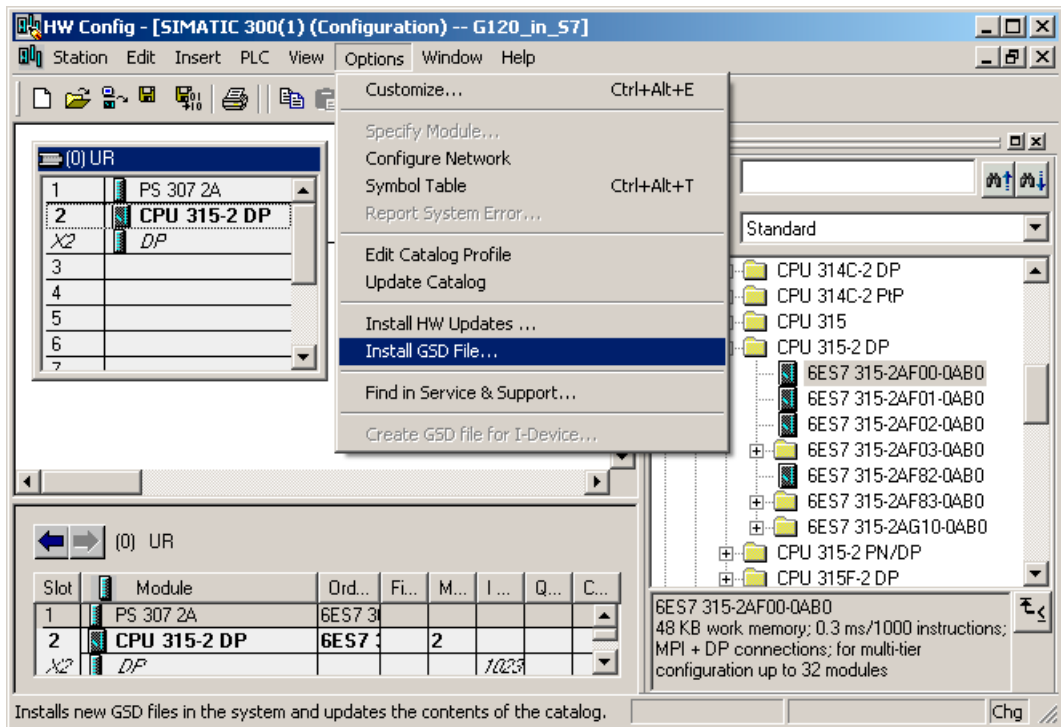 HW Config - [SIMATIC 300(1) (Configuration) -- G120_in_S7]
Station Edit Insert PLC View Options Window Help
Customize... Ctrl+Alt+E
Specify Module...
Configure Network
Symbol Table Ctrl+Alt+T
Report System Error...
Edit Catalog Profile
Update Catalog
Install HW Updates ...
Install GSD File...
Find in Service & Support...
Create GSD file for I-Device...
(0) UR
1 PS 307 2A
2 CPU 315-2 DP
X2 DP
3
4
5
6
7
Standard
CPU 314C-2 DP
CPU 314C-2 PtP
CPU 315
CPU 315-2 DP
6ES7 315-2AF00-0AB0
6ES7 315-2AF01-0AB0
6ES7 315-2AF02-0AB0
6ES7 315-2AF03-0AB0
6ES7 315-2AF82-0AB0
6ES7 315-2AF83-0AB0
6ES7 315-2AG10-0AB0
CPU 315-2 PN/DP
CPU 315F-2 DP
(0) UR
Slot Module Ord... Fi... M... I ... Q... C...
1 PS 307 2A 6ES7 3
2 CPU 315-2 DP 6ES7 2
X2 DP 1023
6ES7 315-2AF00-0AB0
48 KB work memory; 0.3 ms/1000 instructions;
MPI + DP connections; for multi-tier
configuration up to 32 modules
Installs new GSD files in the system and updates the contents of the catalog. Chg